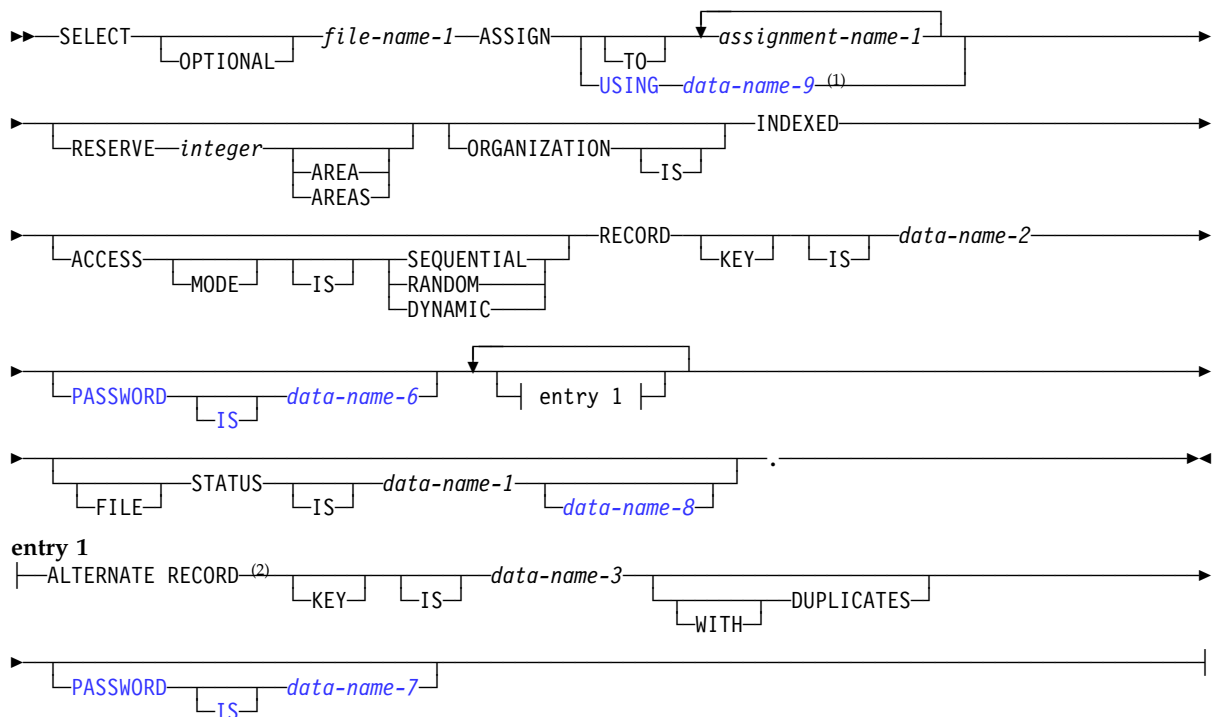 SELECT OPTIONAL file-name-1 ASSIGN TO assignment-name-1
USING data-name-9 (1)
RESERVE integer AREA AREAS ORGANIZATION IS INDEXED
ACCESS MODE IS SEQUENTIAL RANDOM DYNAMIC RECORD KEY IS data-name-2
PASSWORD IS data-name-6 entry 1
FILE STATUS IS data-name-1 data-name-8 .
entry 1
ALTERNATE RECORD (2) KEY IS data-name-3 WITH DUPLICATES
PASSWORD IS data-name-7